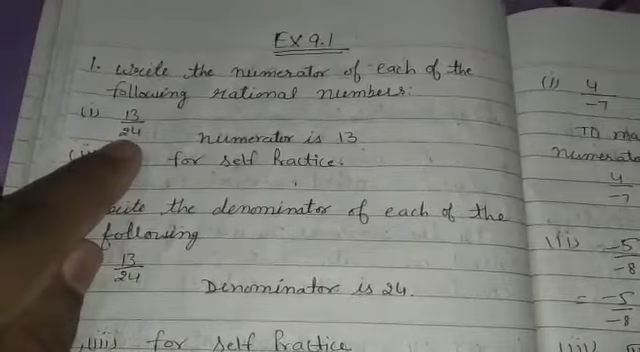 EX 9.1
1. Write the numerator of each of the
following rational numbers:
(i) 13/24 numerator is 13
for self Practice.
the denominator of each of the
following
13/24 Denominator is 24.
(iii) for self Practice
(i) 4/-7
TO ma
numerato
4/-7
(ii) -5/-8
= -5/-8